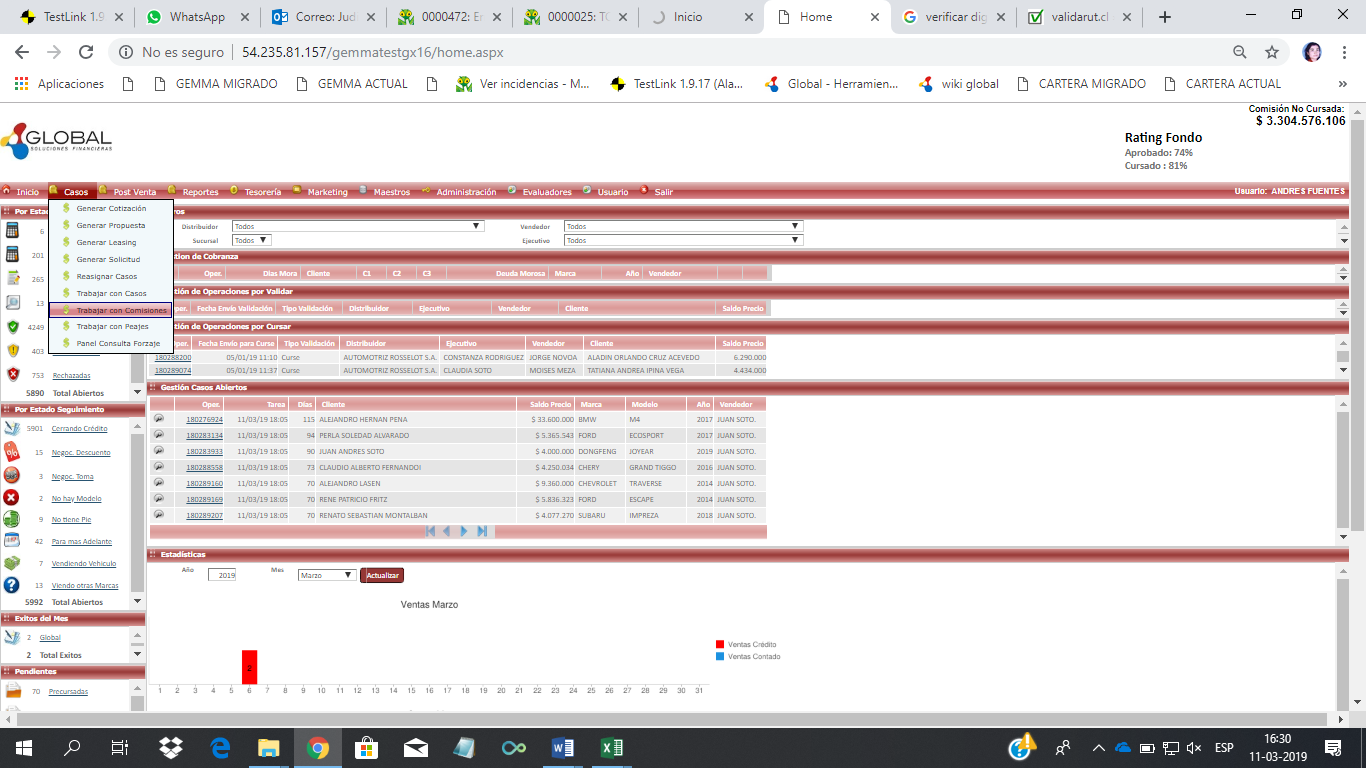 TestLink 1.9
WhatsApp
Correo: Jud
0000472: Er
0000025: TO
Inicio
Home
verificar dig
validarut.cl
No es seguro
54.235.81.157/gemmatestgx16/home.aspx
Aplicaciones
GEMMA MIGRADO
GEMMA ACTUAL
Ver incidencias - M...
TestLink 1.9.17 (Ala...
Global - Herramien...
wiki global
CARTERA MIGRADO
CARTERA ACTUAL
»
Comisión No Cursada:
$ 3.304.576.106
GLOBAL
SOLUCIONES FINANCIERAS
Rating Fondo
Aprobado: 74%
Cursado : 81%
Inicio Casos Post Venta Reportes Tesorería Marketing Maestros Administración Evaluadores Usuario Salir Usuario: ANDRES FUENTES
Generar Cotización
Generar Propuesta
Generar Leasing
Generar Solicitud
Reasignar Casos
Trabajar con Casos
Trabajar con Comisiones
Trabajar con Peajes
Panel Consulta Forzaje
Por Esta
6
201
265
13
4249
403
753 Rechazadas
5890 Total Abiertos
Por Estado Seguimiento
5901 Cerrando Crédito
15 Negoc. Descuento
3 Negoc. Toma
2 No hay Modelo
9 No tiene Pie
42 Para mas Adelante
7 Vendiendo Vehiculo
13 Viendo otras Marcas
5992 Total Abiertos
Exitos del Mes
2 Global
2 Total Exitos
Pendientes
70 Precursadas
ros
Distribuidor Todos Vendedor Todos
Sucursal Todos Ejecutivo Todos
stion de Cobranza
Oper. Dias Mora Cliente C1 C2 C3 Deuda Morosa Marca Año Vendedor
tión de Operaciones por Validar
Oper. Fecha Envio Validación Tipo Validación Distribuidor Ejecutivo Vendedor Cliente Saldo Precio
tión de Operaciones por Cursar
Oper. Fecha Envio para Curse Tipo Validación Distribuidor Ejecutivo Vendedor Cliente Saldo Precio
180288200 05/01/19 11:10 Curse AUTOMOTRIZ ROSSELOT S.A. CONSTANZA RODRIGUEZ JORGE NOVOA ALADIN ORLANDO CRUZ ACEVEDO 6.290.000
180289074 05/01/19 11:37 Curse AUTOMOTRIZ ROSSELOT S.A. CLAUDIA SOTO MOISES MEZA TATIANA ANDREA IPINA VEGA 4.434.000
Gestión Casos Abiertos
Oper. Tarea Días Cliente Saldo Precio Marca Modelo Año Vendedor
180276924 11/03/19 18:05 115 ALEJANDRO HERNAN PENA $ 33.600.000 BMW M4 2017 JUAN SOTO.
180283134 11/03/19 18:05 94 PERLA SOLEDAD ALVARADO $ 5.365.543 FORD ECOSPORT 2017 JUAN SOTO.
180283933 11/03/19 18:05 90 JUAN ANDRES SOTO $ 4.000.000 DONGFENG JOYEAR 2019 JUAN SOTO.
180288558 11/03/19 18:05 73 CLAUDIO ALBERTO FERNANDOI $ 4.250.034 CHERY GRAND TIGGO 2016 JUAN SOTO.
180289160 11/03/19 18:05 70 ALEJANDRO LASEN $ 9.360.000 CHEVROLET TRAVERSE 2014 JUAN SOTO.
180289169 11/03/19 18:05 70 RENE PATRICIO FRITZ $ 5.836.323 FORD ESCAPE 2014 JUAN SOTO.
180289207 11/03/19 18:05 70 RENATO SEBASTIAN MONTALBAN $ 4.077.270 SUBARU IMPREZA 2018 JUAN SOTO.
Estadísticas
Año 2019 Mes Marzo Actualizar
Ventas Marzo
Ventas Crédito
Ventas Contado
2
1 2 3 4 5 6 7 8 9 10 11 12 13 14 15 16 17 18 19 20 21 22 23 24 25 26 27 28 29 30 31
ESP
16:30
11-03-2019